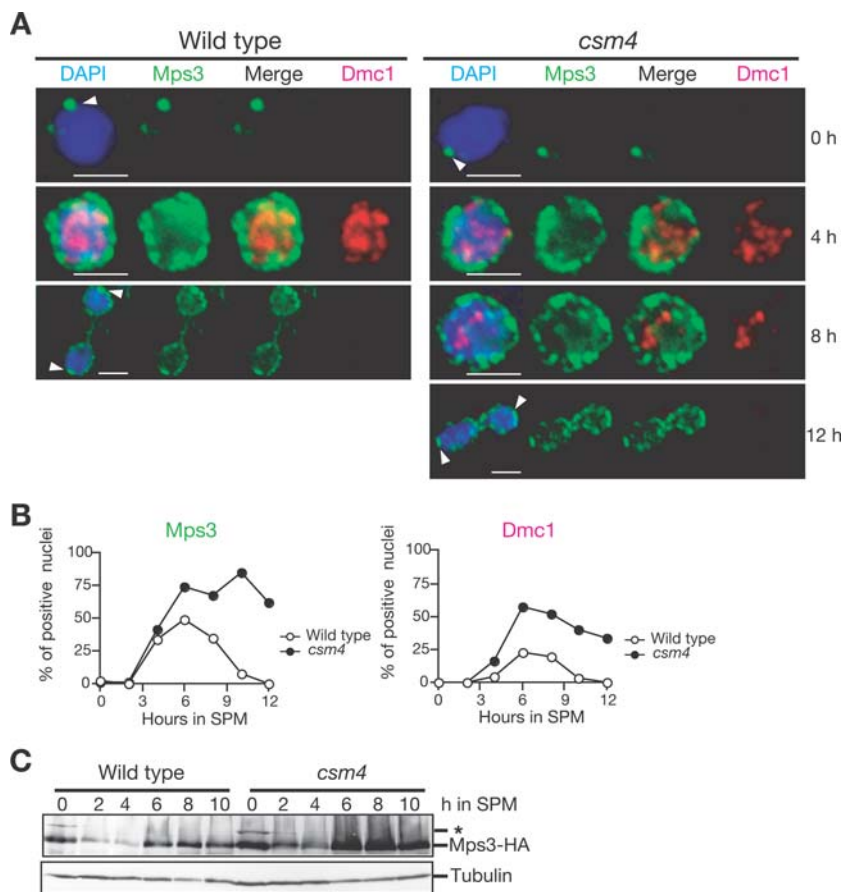 A
Wild type
csm4
DAPI Mps3 Merge Dmc1
DAPI Mps3 Merge Dmc1
0 h
4 h
8 h
12 h
B
Mps3
% of positive nuclei
100
75
50
25
0
0 3 6 9 12
Hours in SPM
Wild type
csm4
Dmc1
% of positive nuclei
100
75
50
25
0
0 3 6 9 12
Hours in SPM
Wild type
csm4
C
Wild type
csm4
0 2 4 6 8 10 0 2 4 6 8 10 h in SPM
*
Mps3-HA
Tubulin